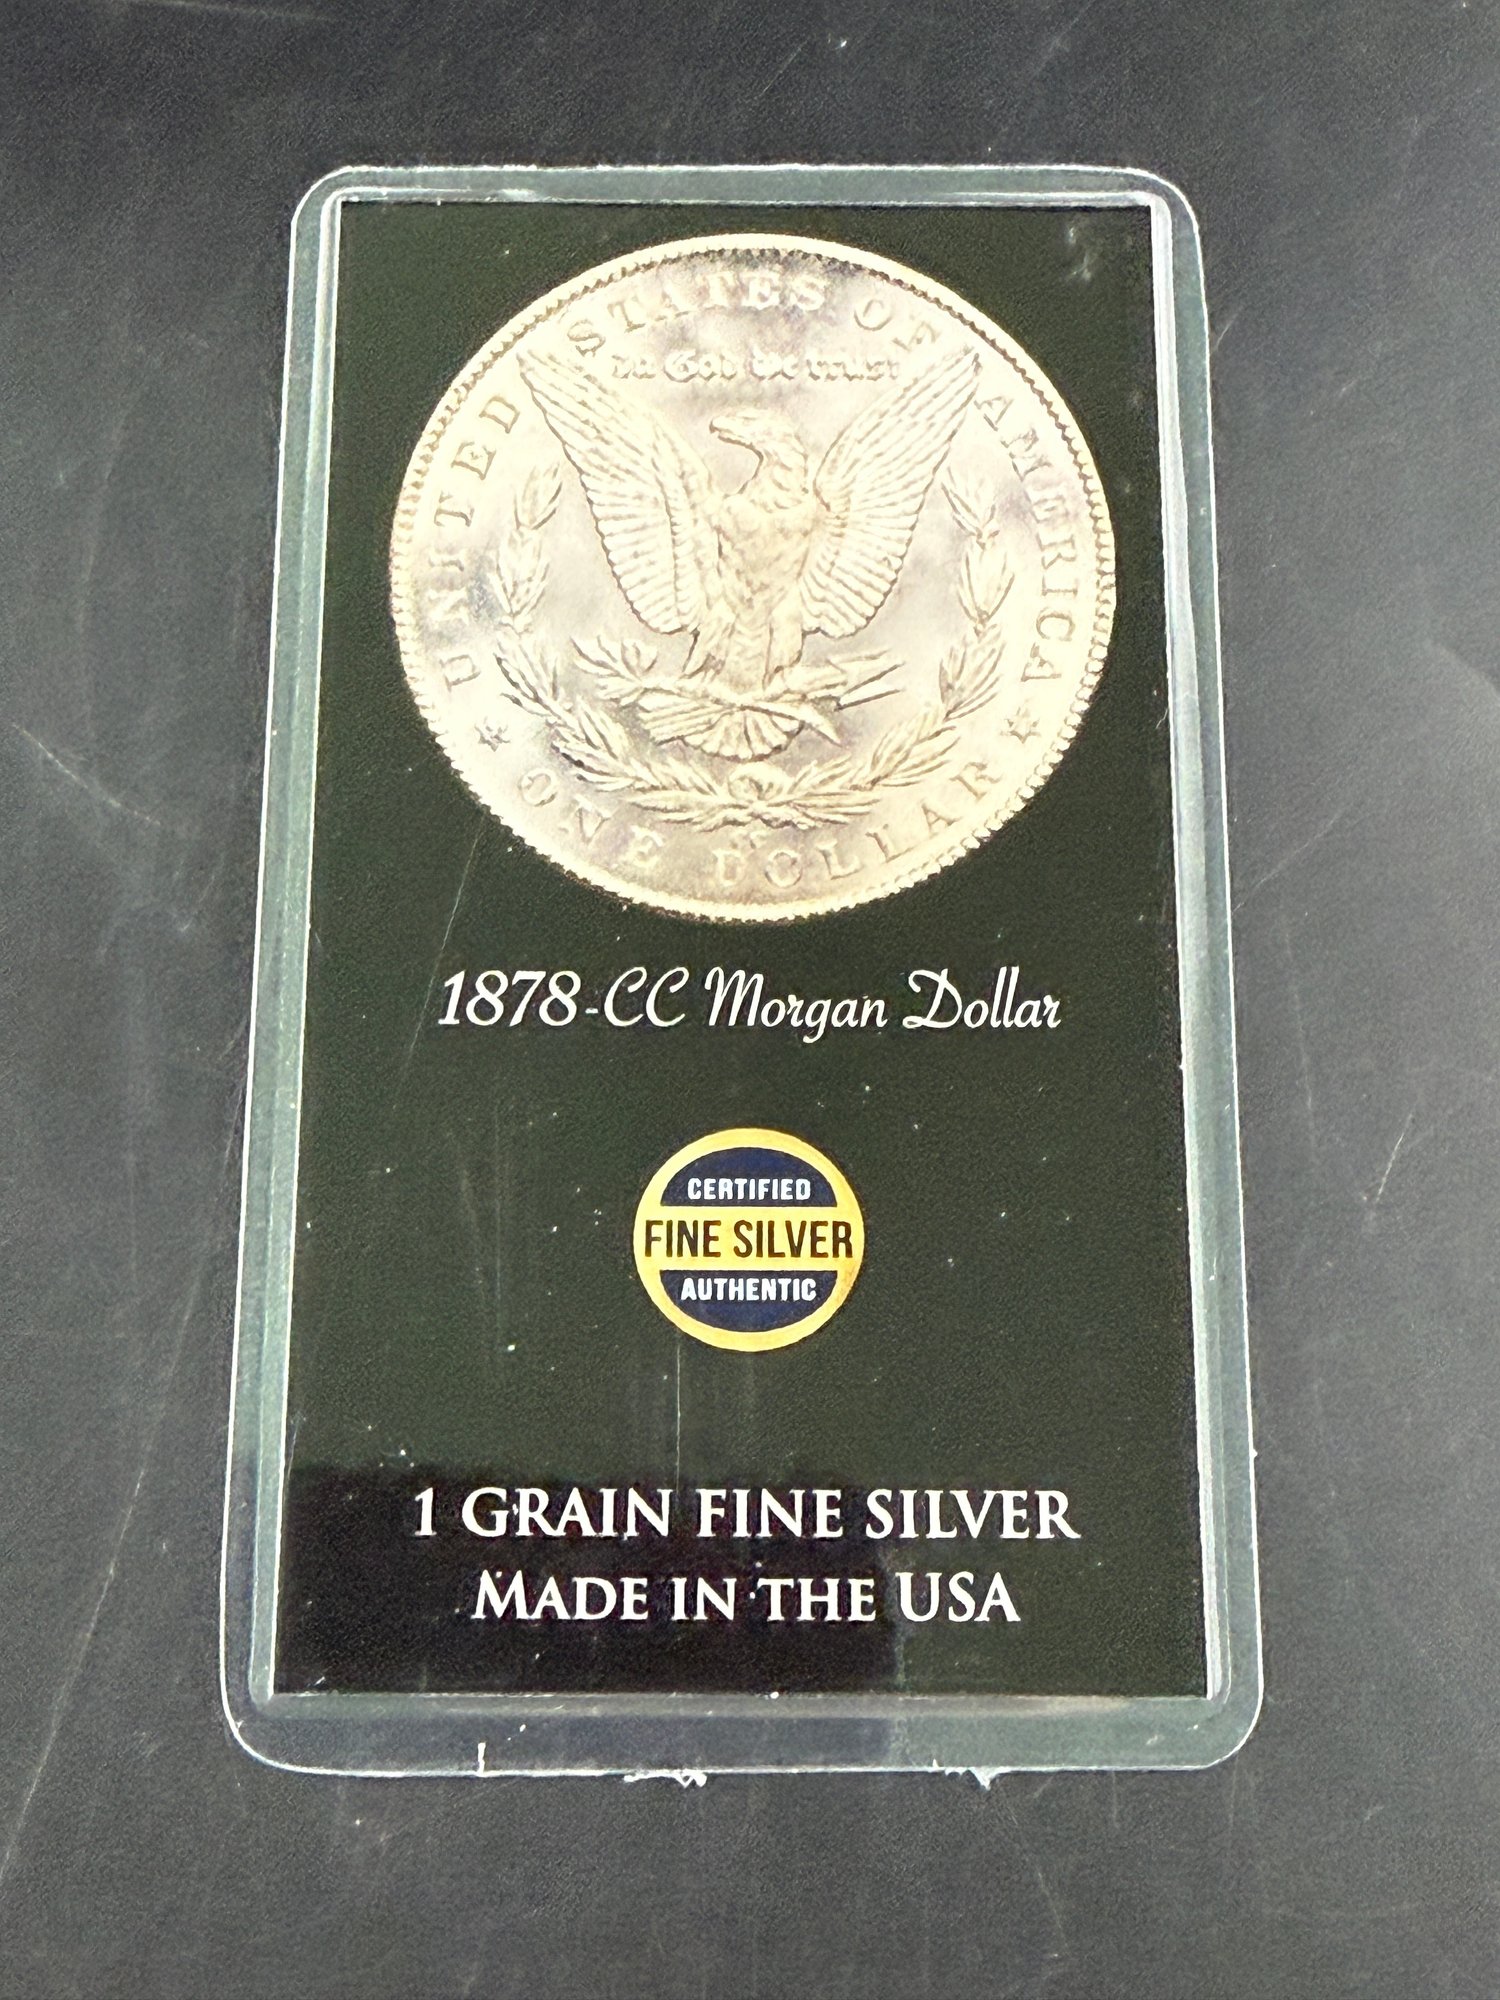 UNITED STATES OF AMERICA
In God we trust
ONE DOLLAR
1878-CC Morgan Dollar
CERTIFIED
FINE SILVER
AUTHENTIC
1 GRAIN FINE SILVER
MADE IN THE USA